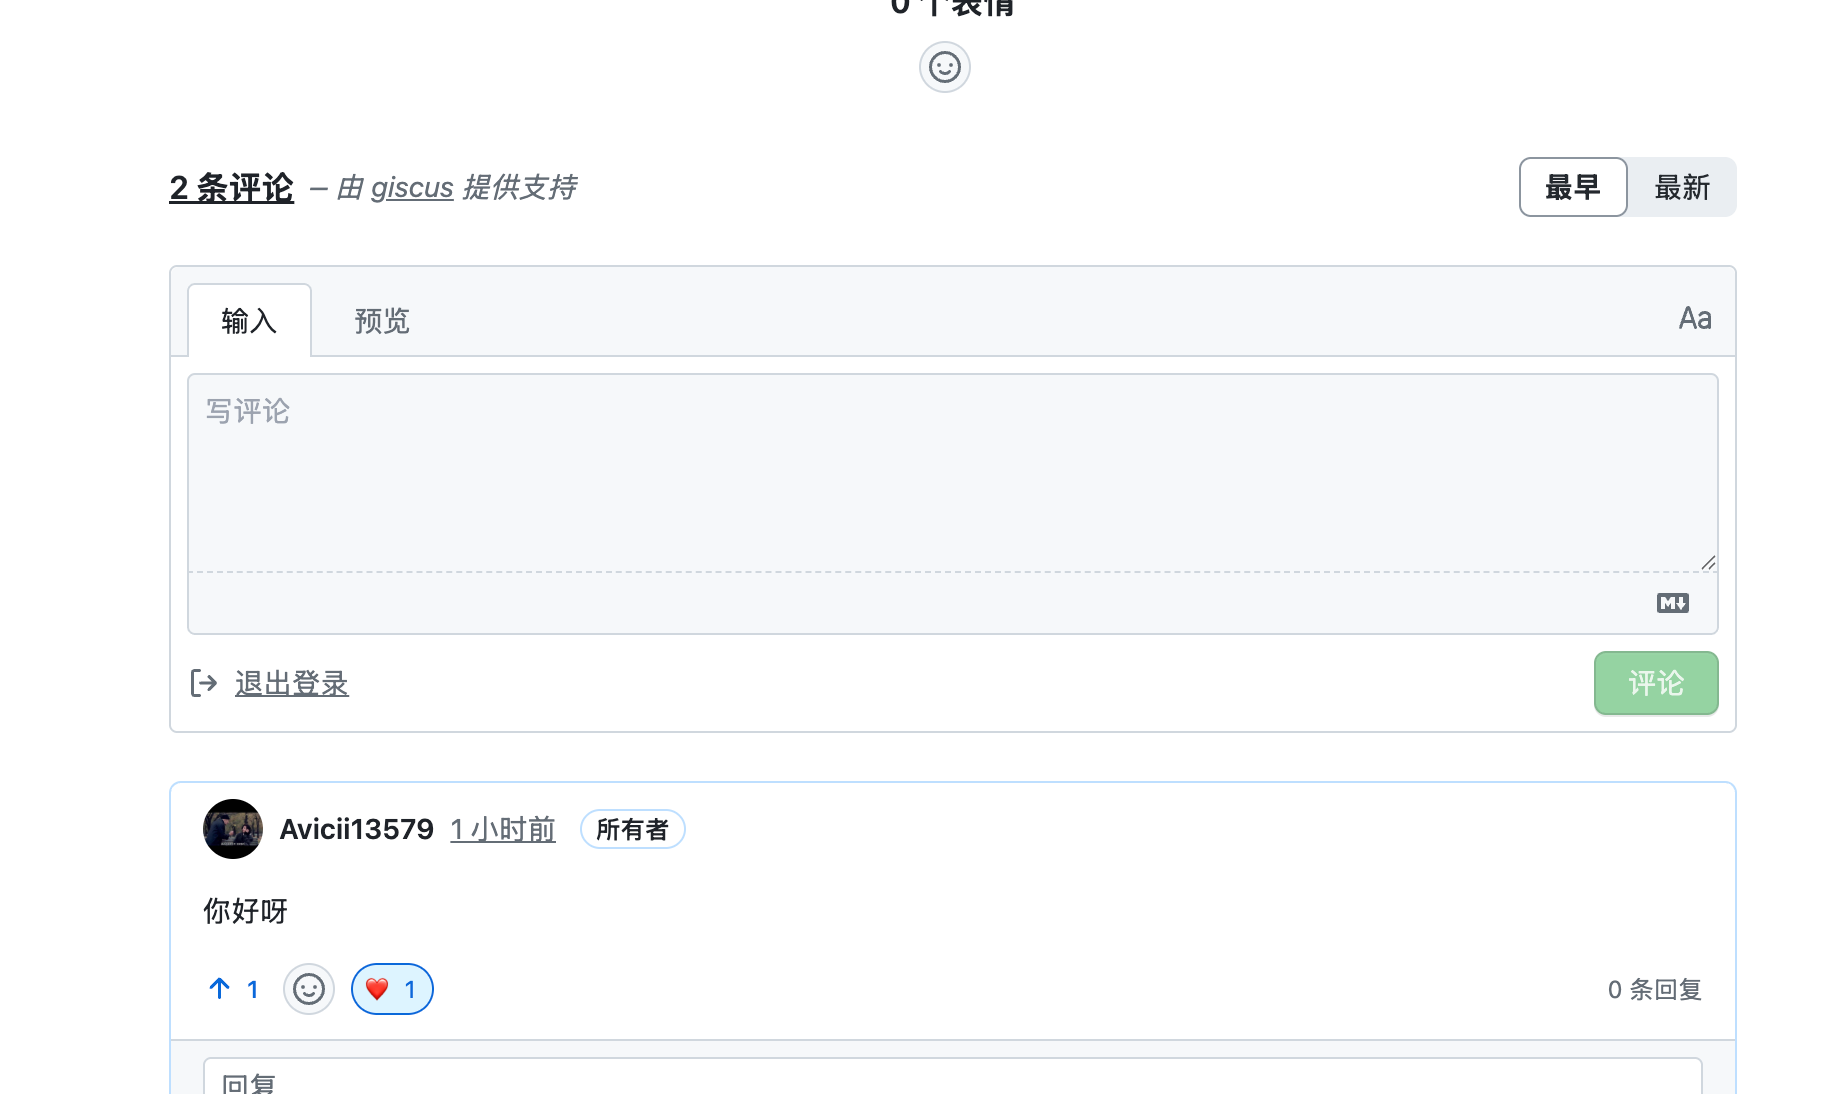 0 个表情
2 条评论 – 由 giscus 提供支持
最早 最新
输入 预览 Aa
写评论
M↓
退出登录 评论
Avicii13579 1 小时前 所有者
你好呀
↑ 1 ❤️ 1 0 条回复
回复